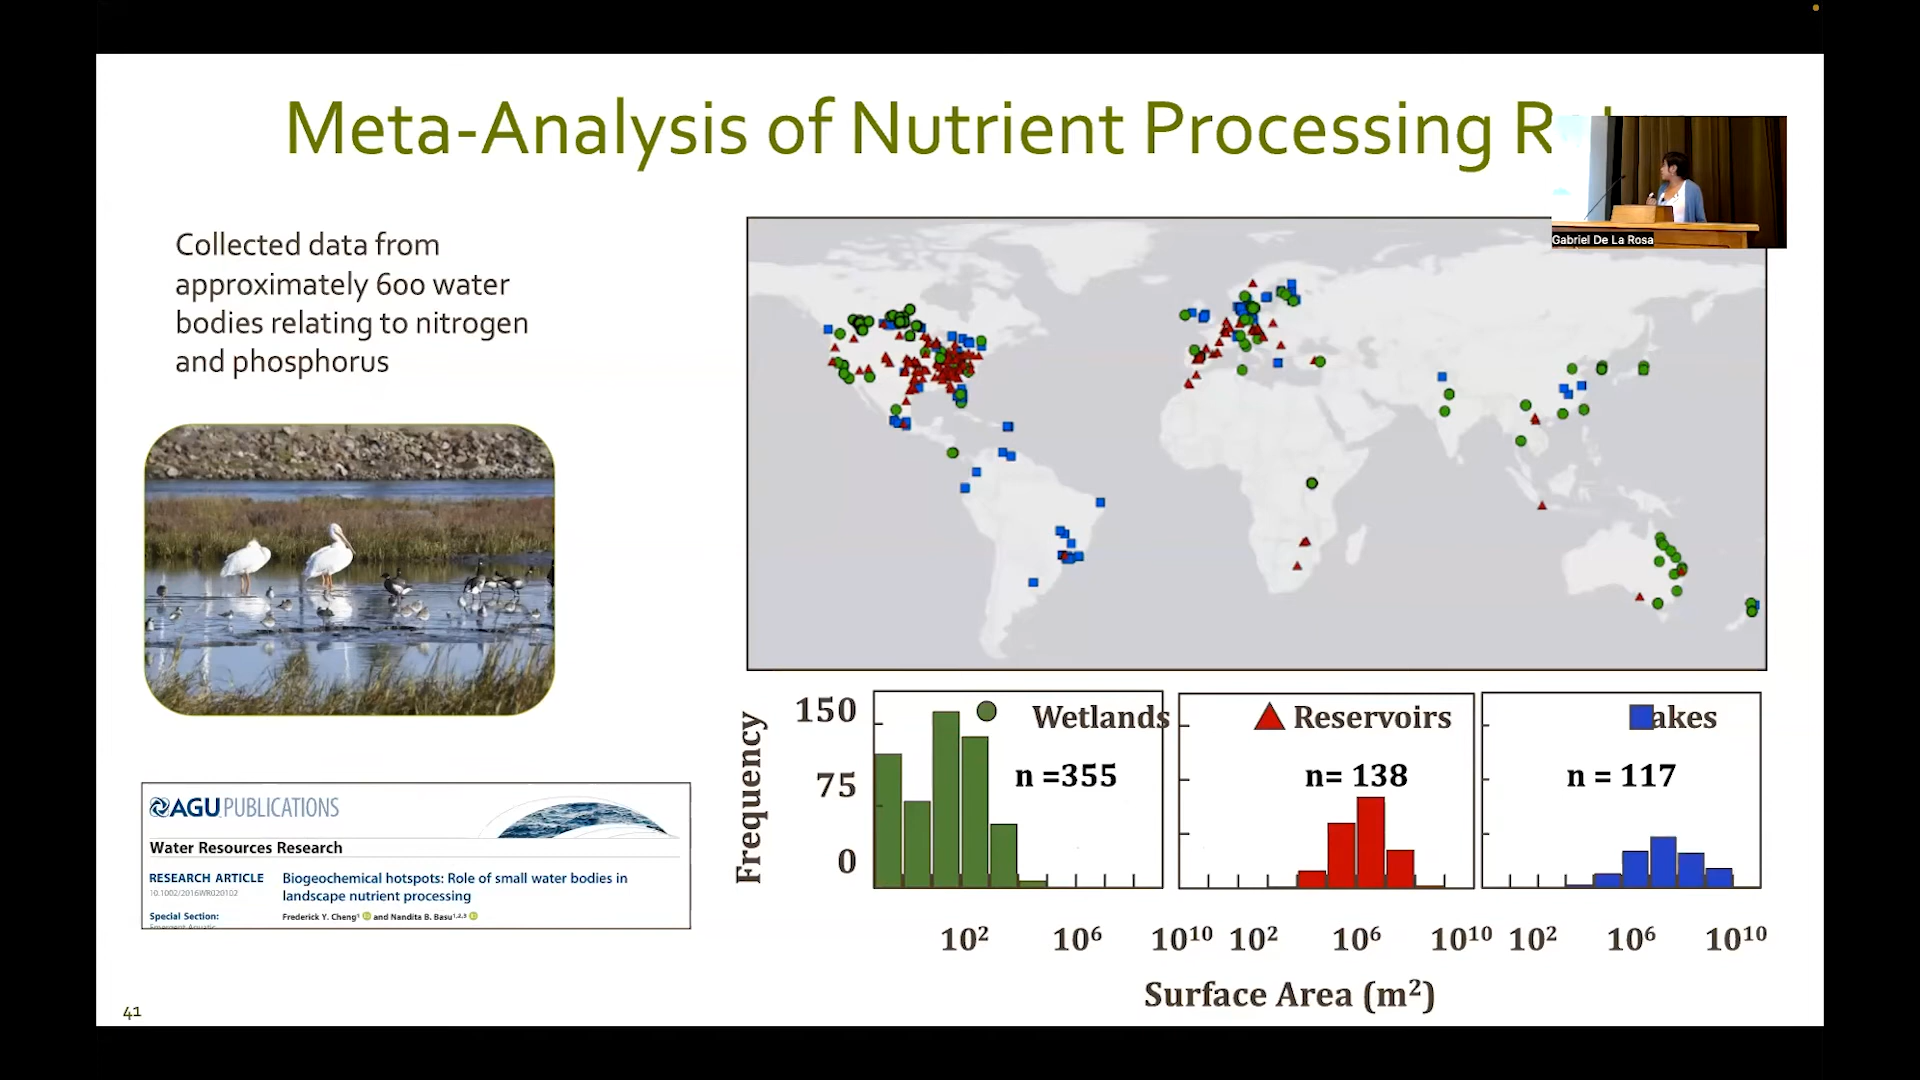 Meta-Analysis of Nutrient Processing
Gabriel De La Rosa
Collected data from
approximately 600 water
bodies relating to nitrogen
and phosphorus
AGU PUBLICATIONS
Water Resources Research
RESEARCH ARTICLE
10.1002/2016WR020102
Special Section:
Emergent Aquatic
Biogeochemical hotspots: Role of small water bodies in
landscape nutrient processing
Frederick Y. Cheng¹ and Nandita B. Basu¹,²,³
Frequency
150
75
0
Wetlands
n =355
Reservoirs
n= 138
akes
n = 117
10² 10⁶ 10¹⁰ 10² 10⁶ 10¹⁰ 10² 10⁶ 10¹⁰
Surface Area (m²)
41